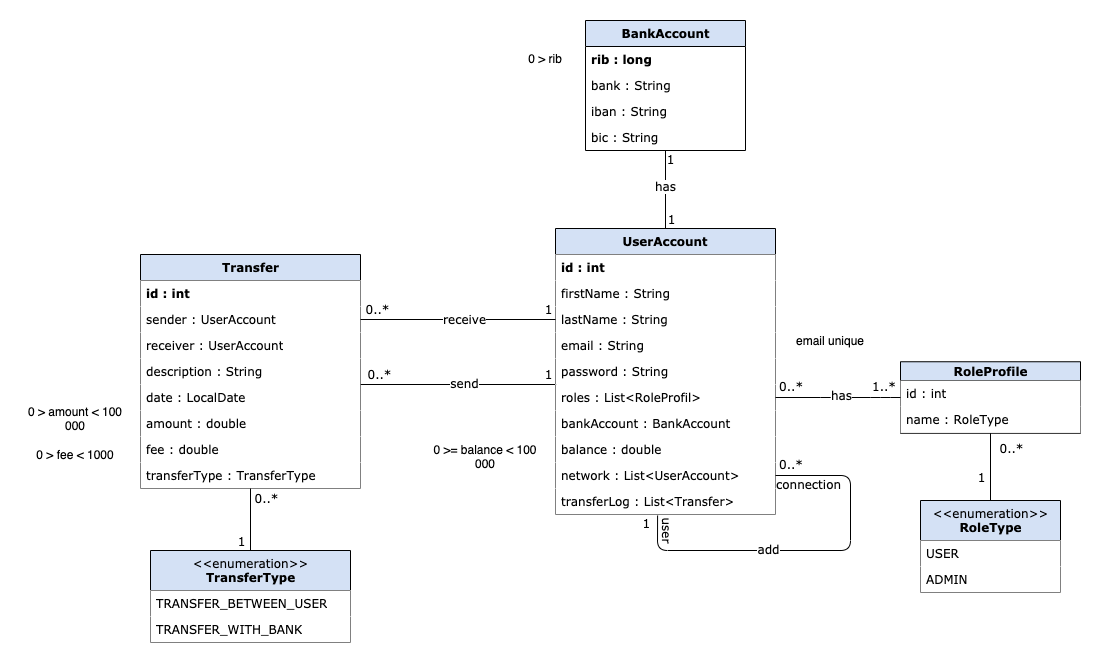 BankAccount
0 > rib
rib : long
bank : String
iban : String
bic : String
1
has
1
UserAccount
id : int
firstName : String
lastName : String
email : String
password : String
roles : List<RoleProfil>
bankAccount : BankAccount
balance : double
network : List<UserAccount>
transferLog : List<Transfer>
Transfer
id : int
sender : UserAccount
receiver : UserAccount
description : String
date : LocalDate
amount : double
fee : double
transferType : TransferType
0..*
receive
1
0..*
send
1
0 > amount < 100
000
0 > fee < 1000
0 >= balance < 100
000
email unique
0..*
has
1..*
RoleProfile
id : int
name : RoleType
0..*
1
<<enumeration>>
RoleType
USER
ADMIN
0..*
connection
1
user
add
0..*
1
<<enumeration>>
TransferType
TRANSFER_BETWEEN_USER
TRANSFER_WITH_BANK